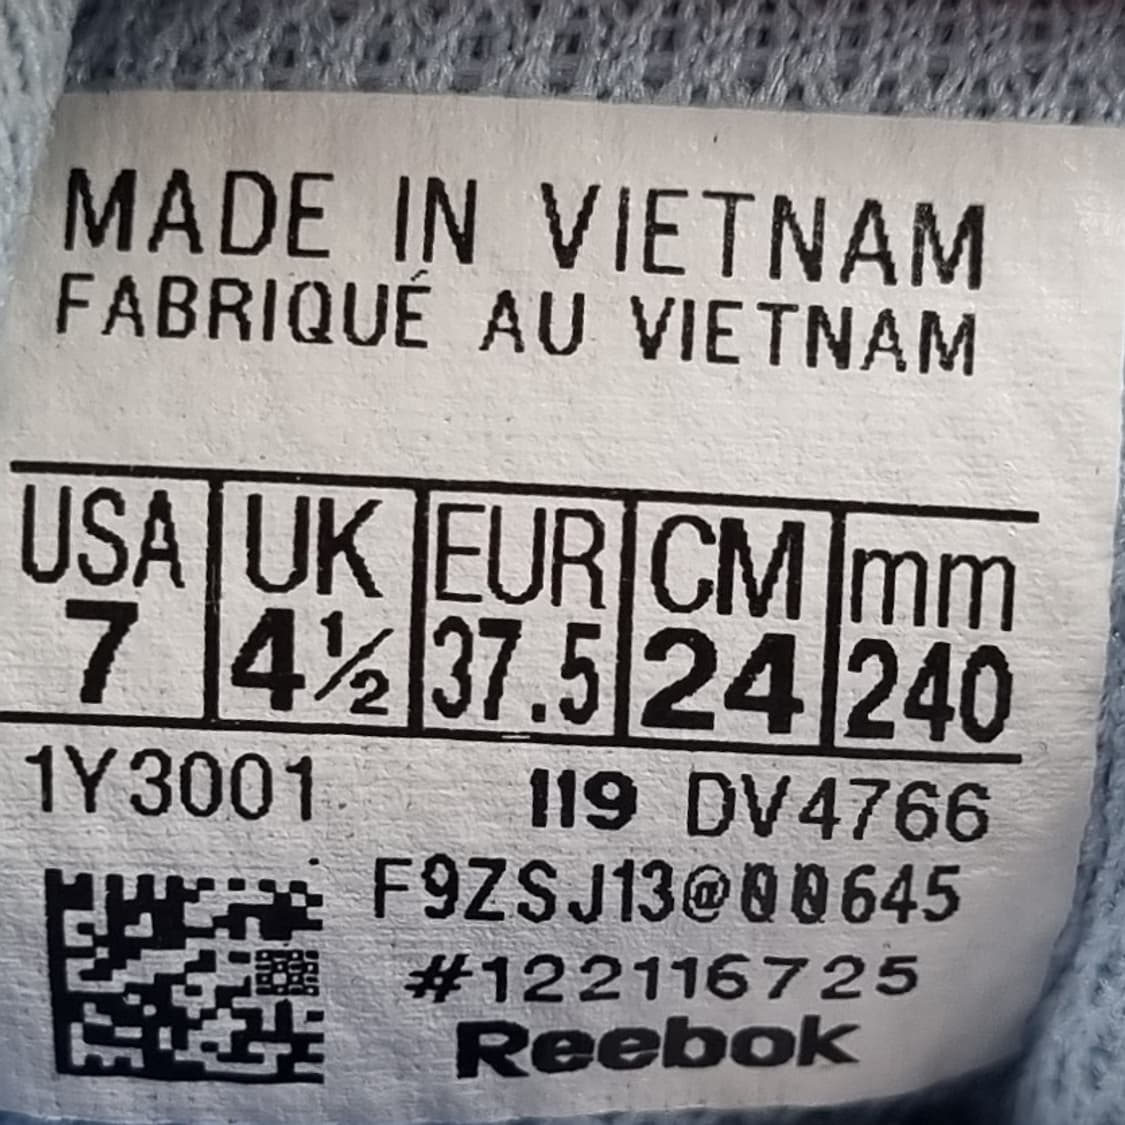 MADE IN VIETNAM
FABRIQUÉ AU VIETNAM
USA UK EUR CM mm
7 4½ 37.5 24 240
1Y3001 119 DV4766
F9ZSJ13@00645
#122116725
Reebok